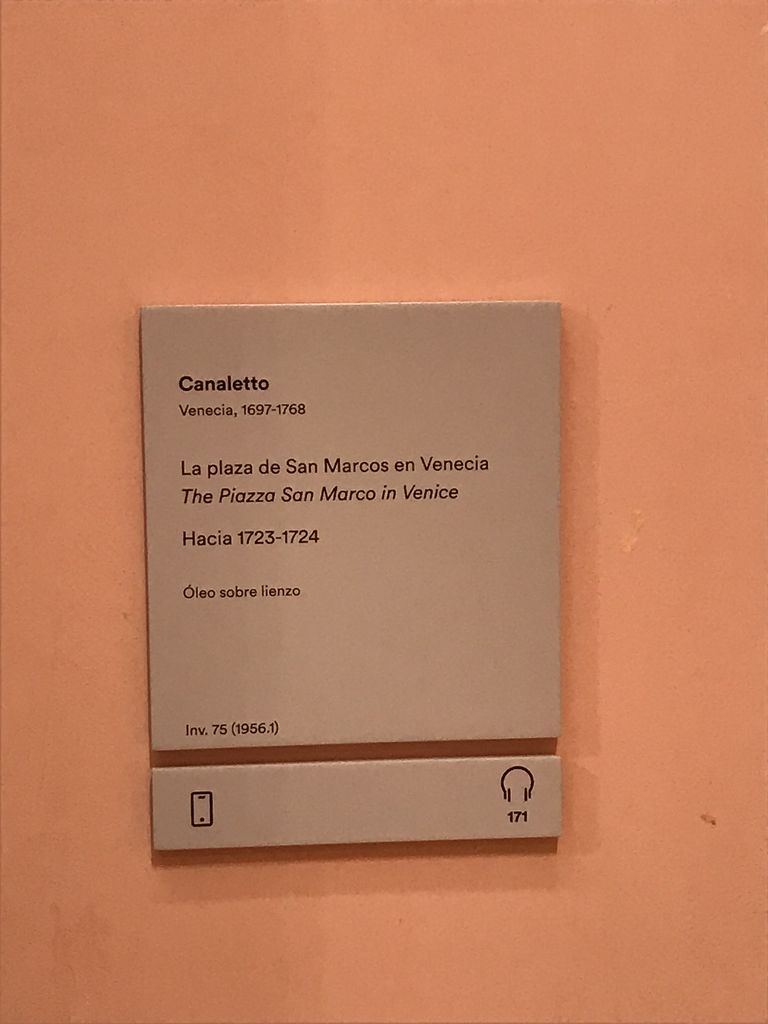 Canaletto
Venecia, 1697-1768
La plaza de San Marcos en Venecia
The Piazza San Marco in Venice
Hacia 1723-1724
Óleo sobre lienzo
Inv. 75 (1956.1)
171